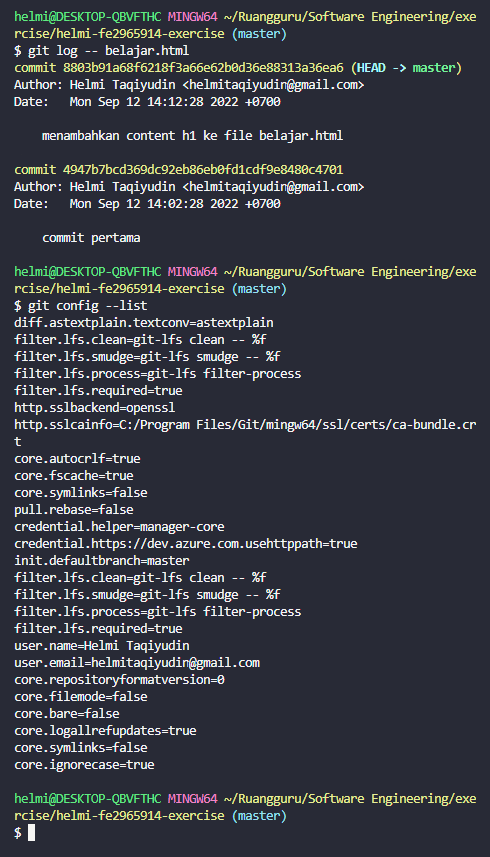 helmi@DESKTOP-QBVFTHC MINGW64 ~/Ruangguru/Software Engineering/exe
rcise/helmi-fe2965914-exercise (master)
$ git log -- belajar.html
commit 8803b91a68f6218f3a66e62b0d36e88313a36ea6 (HEAD -> master)
Author: Helmi Taqiyudin <helmitaqiyudin@gmail.com>
Date:   Mon Sep 12 14:12:28 2022 +0700

    menambahkan content h1 ke file belajar.html

commit 4947b7bcd369dc92eb86eb0fd1cdf9e8480c4701
Author: Helmi Taqiyudin <helmitaqiyudin@gmail.com>
Date:   Mon Sep 12 14:02:28 2022 +0700

    commit pertama

helmi@DESKTOP-QBVFTHC MINGW64 ~/Ruangguru/Software Engineering/exe
rcise/helmi-fe2965914-exercise (master)
$ git config --list
diff.astextplain.textconv=astextplain
filter.lfs.clean=git-lfs clean -- %f
filter.lfs.smudge=git-lfs smudge -- %f
filter.lfs.process=git-lfs filter-process
filter.lfs.required=true
http.sslbackend=openssl
http.sslcainfo=C:/Program Files/Git/mingw64/ssl/certs/ca-bundle.cr
t
core.autocrlf=true
core.fscache=true
core.symlinks=false
pull.rebase=false
credential.helper=manager-core
credential.https://dev.azure.com.usehttppath=true
init.defaultbranch=master
filter.lfs.clean=git-lfs clean -- %f
filter.lfs.smudge=git-lfs smudge -- %f
filter.lfs.process=git-lfs filter-process
filter.lfs.required=true
user.name=Helmi Taqiyudin
user.email=helmitaqiyudin@gmail.com
core.repositoryformatversion=0
core.filemode=false
core.bare=false
core.logallrefupdates=true
core.symlinks=false
core.ignorecase=true

helmi@DESKTOP-QBVFTHC MINGW64 ~/Ruangguru/Software Engineering/exe
rcise/helmi-fe2965914-exercise (master)
$